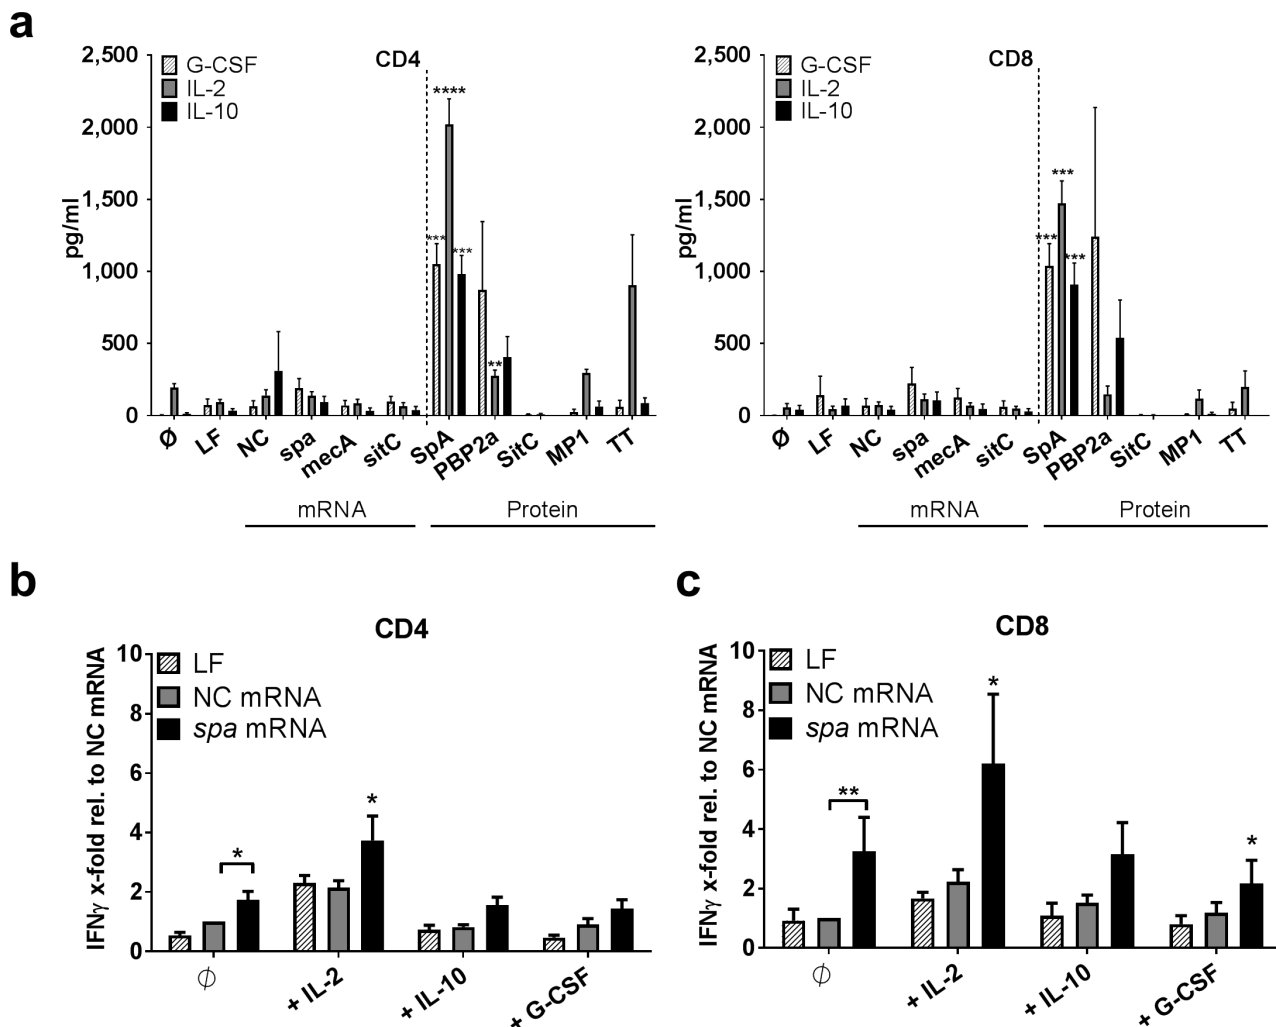 a
CD4
2,500
2,000
1,500
1,000
500
0
pg/ml
G-CSF
IL-2
IL-10
****
***
***
**
Ø
LF
NC
spa
mecA
sitC
SpA
PBP2a
SitC
MP1
TT
mRNA
Protein
CD8
2,500
2,000
1,500
1,000
500
0
pg/ml
G-CSF
IL-2
IL-10
***
***
***
Ø
LF
NC
spa
mecA
sitC
SpA
PBP2a
SitC
MP1
TT
mRNA
Protein
b
CD4
IFNγ x-fold rel. to NC mRNA
10
8
6
4
2
0
LF
NC mRNA
spa mRNA
*
*
Ø
+ IL-2
+ IL-10
+ G-CSF
c
CD8
IFNγ x-fold rel. to NC mRNA
10
8
6
4
2
0
LF
NC mRNA
spa mRNA
**
*
*
Ø
+ IL-2
+ IL-10
+ G-CSF